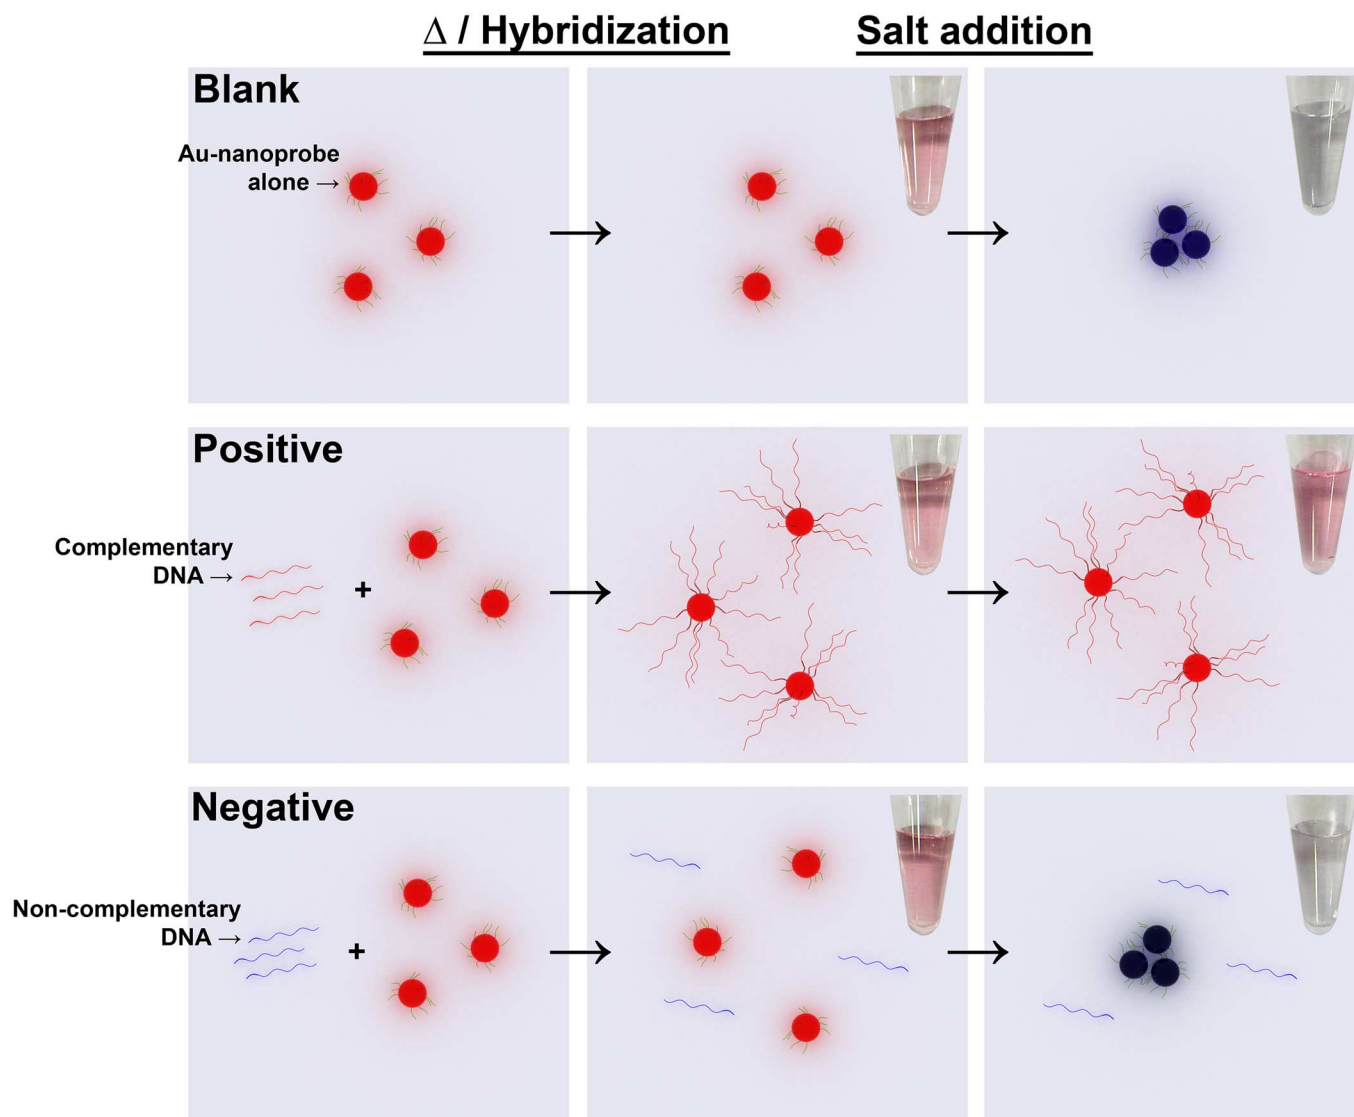 Δ / Hybridization
Salt addition
Blank
Au-nanoprobe
alone →
Positive
Complementary
DNA →
+
Negative
Non-complementary
DNA →
+